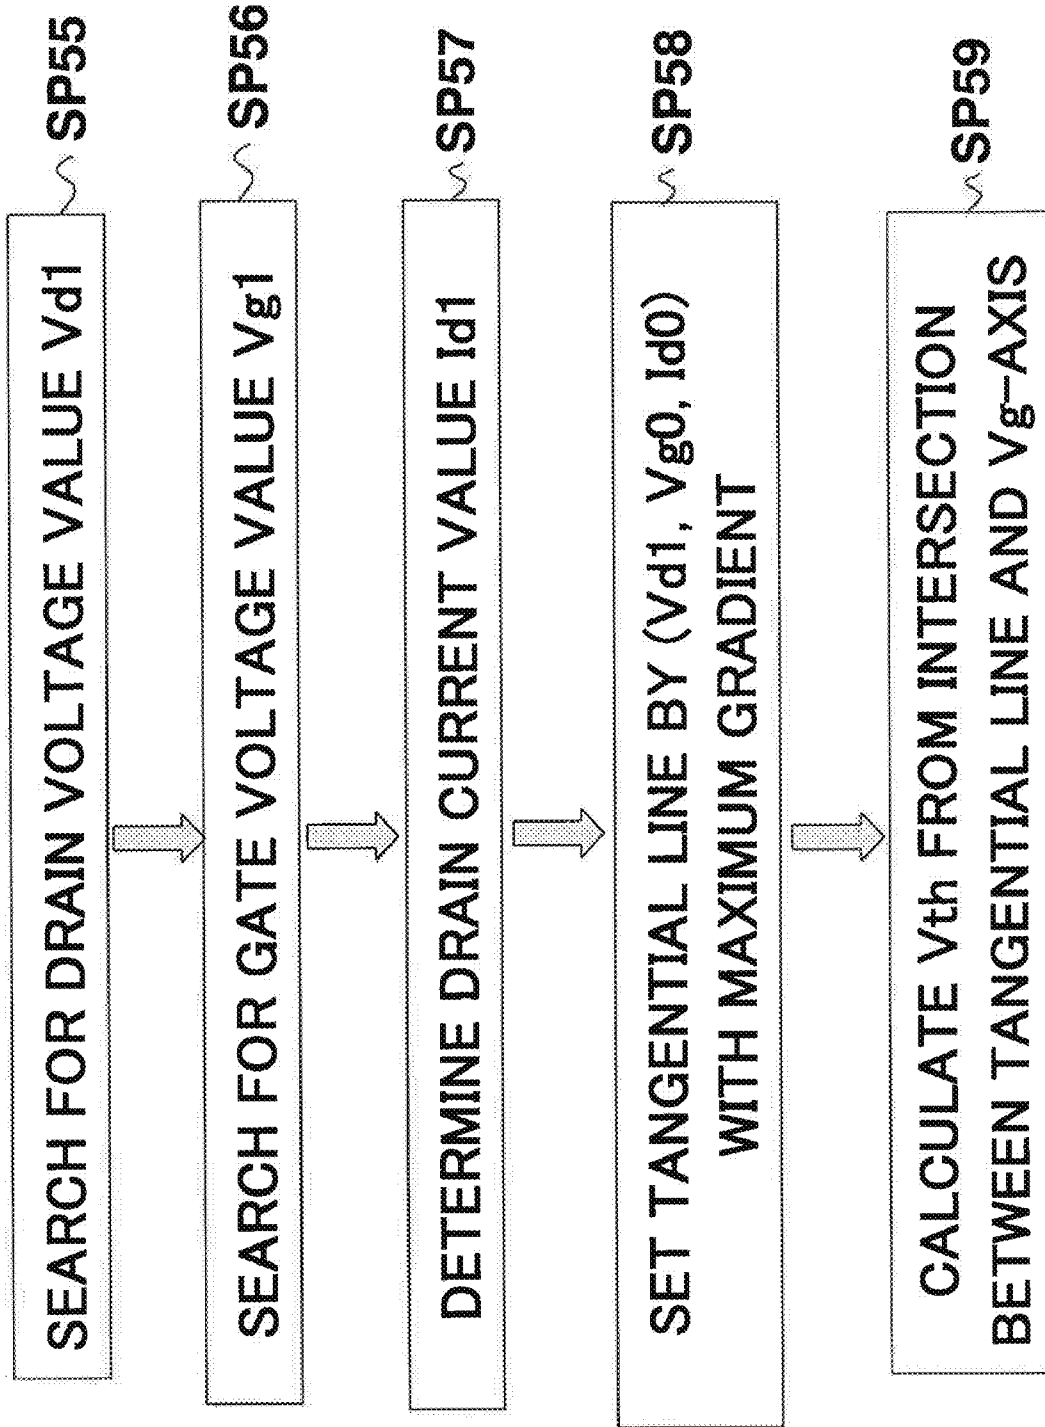 SEARCH FOR DRAIN VOLTAGE VALUE Vd1
SP55
SEARCH FOR GATE VOLTAGE VALUE Vg1
SP56
DETERMINE DRAIN CURRENT VALUE Id1
SP57
SET TANGENTIAL LINE BY (Vd1, Vg0, Id0)
WITH MAXIMUM GRADIENT
SP58
CALCULATE Vth FROM INTERSECTION
BETWEEN TANGENTIAL LINE AND Vg-AXIS
SP59